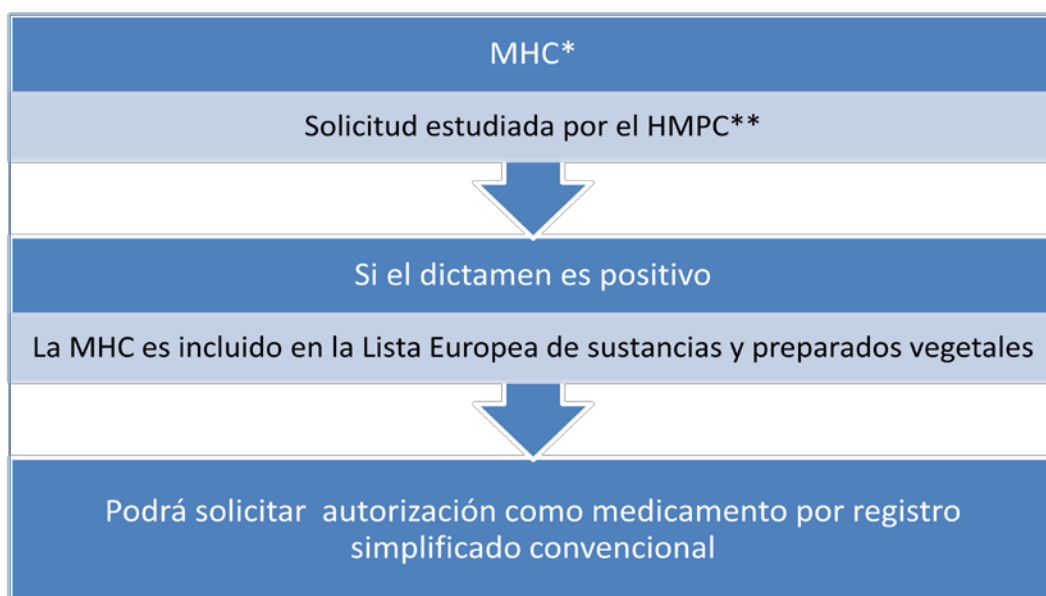 MHC*
Solicitud estudiada por el HMPC**
Si el dictamen es positivo
La MHC es incluido en la Lista Europea de sustancias y preparados vegetales
Podrá solicitar autorización como medicamento por registro
simplificado convencional